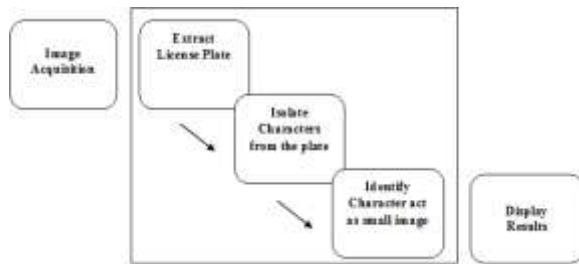 Image
Acquisition
Extract
License Plate
Isolate
Characters
from the plate
Identify
Character act
as small image
Display
Results